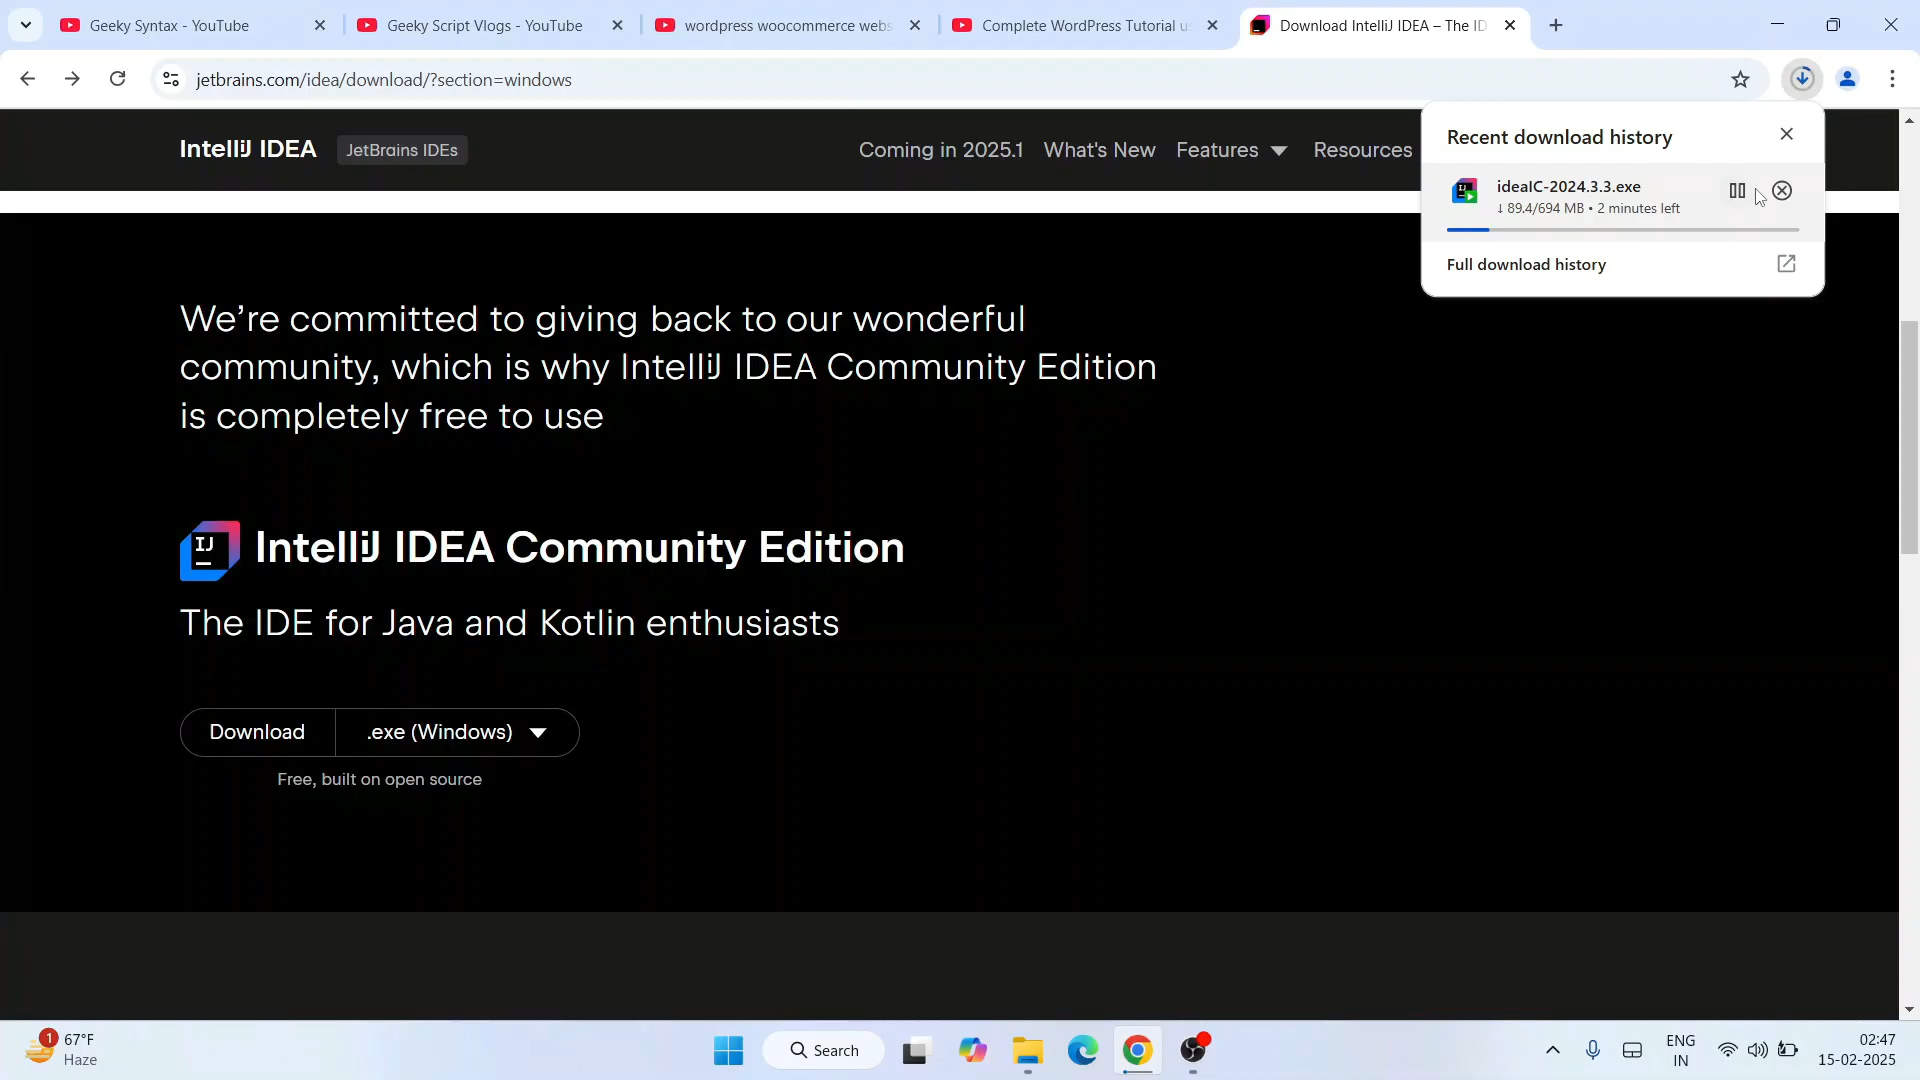 Geeky Syntax - YouTube
Geeky Script Vlogs - YouTube
wordpress woocommerce webs
Complete WordPress Tutorial us
Download IntelliJ IDEA – The ID
jetbrains.com/idea/download/?section=windows
IntelliJ IDEA
JetBrains IDEs
Coming in 2025.1
What's New
Features
Resources
Recent download history
ideaIC-2024.3.3.exe
↓ 89.4/694 MB • 2 minutes left
Full download history
We're committed to giving back to our wonderful
community, which is why IntelliJ IDEA Community Edition
is completely free to use
IJ
IntelliJ IDEA Community Edition
The IDE for Java and Kotlin enthusiasts
Download
.exe (Windows)
Free, built on open source
1
67°F
Haze
Search
ENG
IN
02:47
15-02-2025